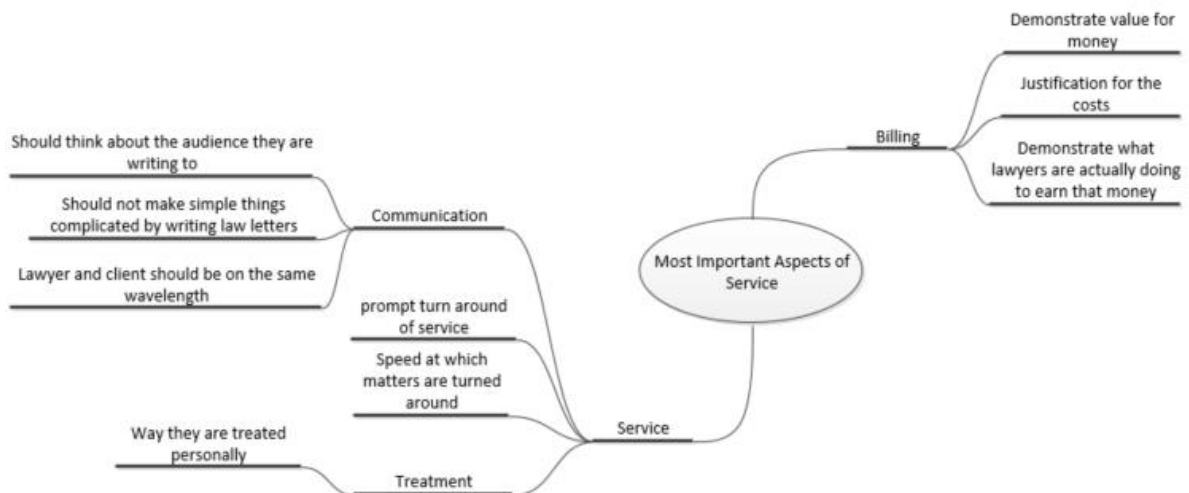 Demonstrate value for
money
Justification for the
costs
Billing
Demonstrate what
lawyers are actually doing
to earn that money
Most Important Aspects of
Service
Should think about the audience they are
writing to
Should not make simple things
complicated by writing law letters
Communication
Lawyer and client should be on the same
wavelength
prompt turn around
of service
Speed at which
matters are turned
around
Service
Way they are treated
personally
Treatment